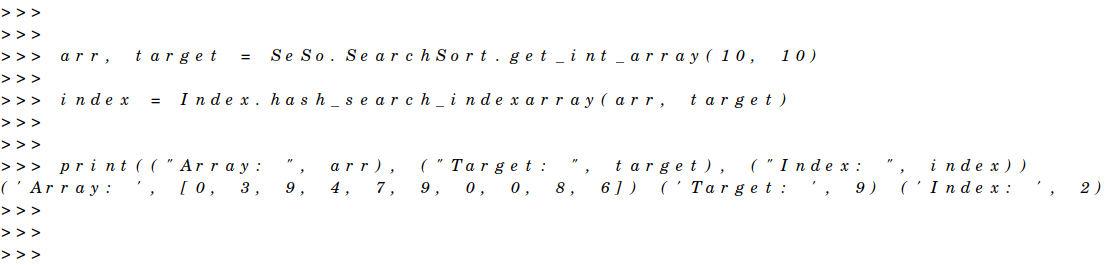 >>>
>>>
>>> arr, target = SeSo.SearchSort.get_int_array(10, 10)
>>>
>>> index = Index.hash_search_indexarray(arr, target)
>>>
>>>
>>> print(("Array: ", arr), ("Target: ", target), ("Index: ", index))
('Array: ', [0, 3, 9, 4, 7, 9, 0, 0, 8, 6]) ('Target: ', 9) ('Index: ', 2)
>>>
>>>
>>>